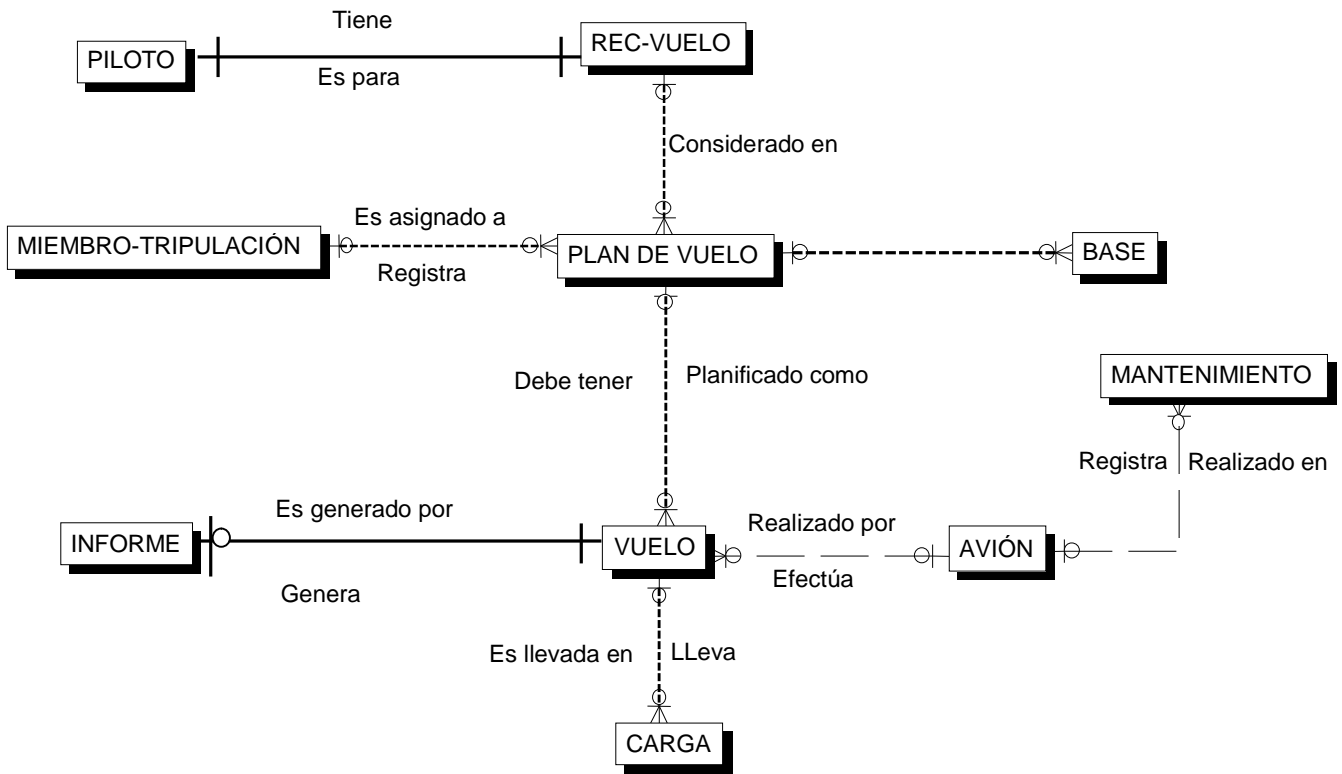 Tiene
PILOTO
REC-VUELO
Es para
Considerado en
MIEMBRO-TRIPULACIÓN
Es asignado a
Registra
PLAN DE VUELO
BASE
Debe tener
Planificado como
MANTENIMIENTO
Registra
Realizado en
INFORME
Es generado por
Genera
VUELO
Realizado por
Efectúa
AVIÓN
Es llevada en
LLeva
CARGA